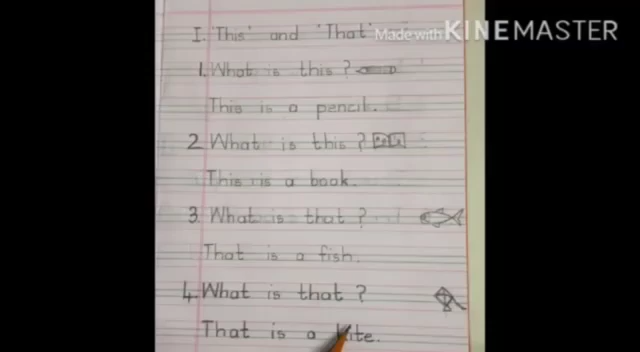 I. 'This' and 'That'
Made with KINEMASTER
1. What is this?
This is a pencil.
2. What is this?
This is a book.
3. What is that?
That is a fish.
4. What is that?
That is a kite.